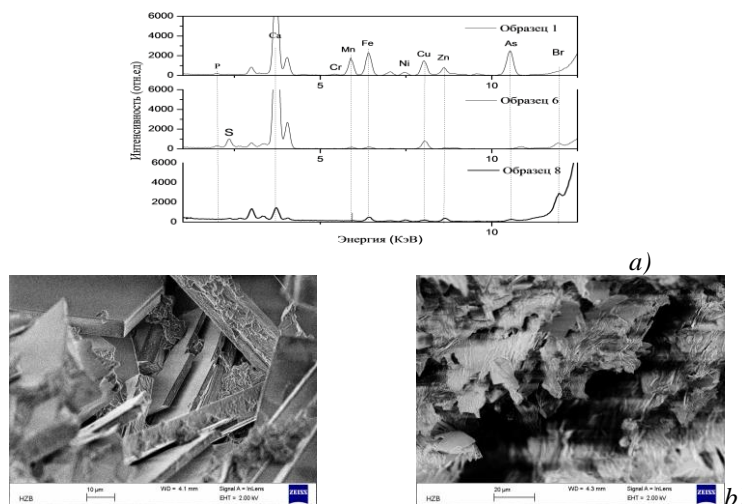 6000
4000
2000
0
P
Ca
Cr
Mn
Fe
Ni
Cu
Zn
As
Br
Образец 1
5
10
Интенсивность (отн.ед)
6000
4000
2000
0
S
Образец 6
5
10
6000
4000
2000
0
Образец 8
5
10
Энергия (КэВ)
a)
10 µm
WD = 4.1 mm
Signal A = InLens
EHT = 2.00 kV
HZB
ZEISS
20 µm
WD = 4.3 mm
Signal A = InLens
EHT = 2.00 kV
HZB
ZEISS
b